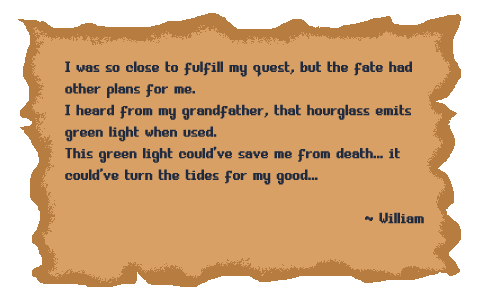 I was so close to fulfill my quest, but the fate had
other plans for me.
I heard from my grandfather, that hourglass emits
green light when used.
This green light could've save me from death... it
could've turn the tides for my good...
~ William